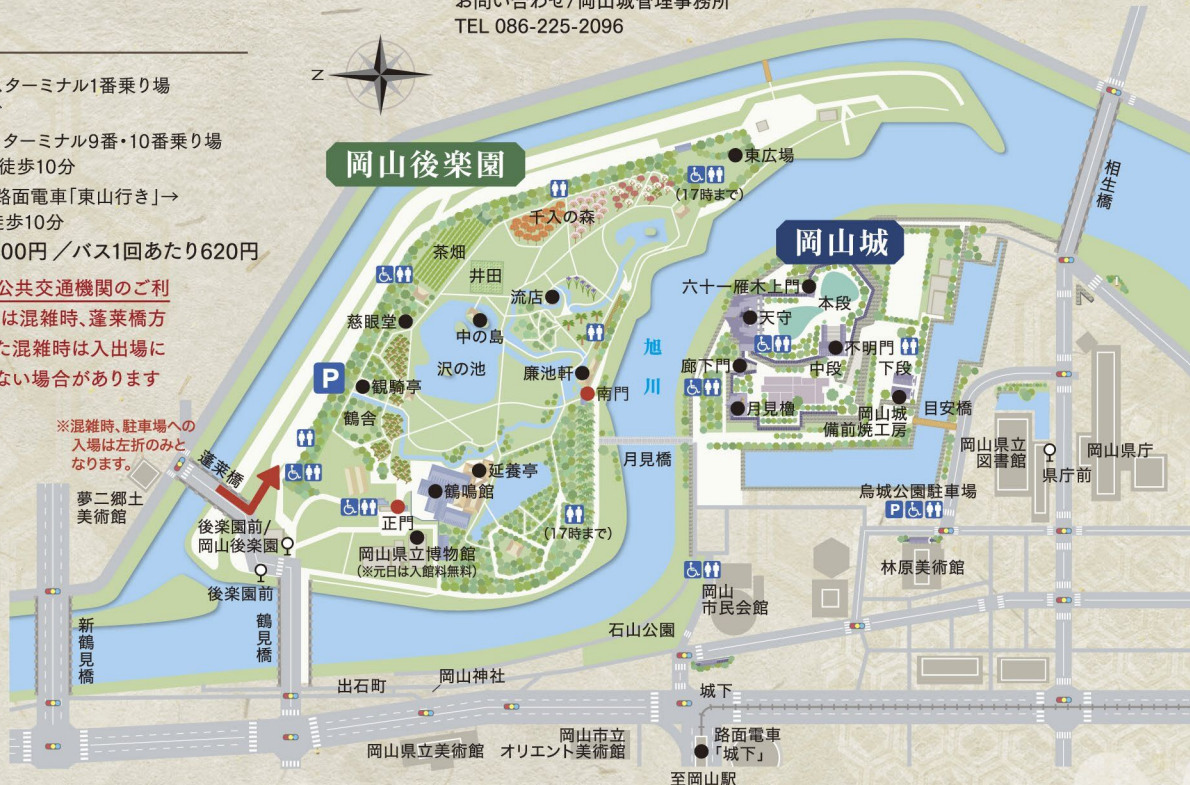 お問い合わせ/岡山城管理事務所
TEL 086-225-2096
スターミナル1番乗り場
ターミナル9番・10番乗り場
徒歩10分
路面電車「東山行き」→
徒歩10分
00円／バス1回あたり620円
公共交通機関のご利
は混雑時、蓬莱橋方
た混雑時は入出場に
ない場合があります
※混雑時、駐車場への
入場は左折のみと
なります。
Z
岡山後楽園
東広場
(17時まで)
千入の森
茶畑
井田
流店
慈眼堂
中の島
沢の池
廉池軒
南門
P
観騎亭
鶴舎
延養亭
鶴鳴館
正門
岡山県立博物館
(※元日は入館料無料)
(17時まで)
旭川
月見橋
岡山城
六十一雁木上門
本段
天守
不明門
廊下門
中段
下段
月見櫓
岡山城
備前焼工房
目安橋
相生橋
岡山県立
図書館
県庁前
岡山県庁
烏城公園駐車場
P
林原美術館
岡山
市民会館
石山公園
蓬莱橋
夢二郷土
美術館
後楽園前/
岡山後楽園
後楽園前
新鶴見橋
鶴見橋
出石町
岡山神社
城下
岡山県立美術館
岡山市立
オリエント美術館
路面電車
「城下」
至岡山駅